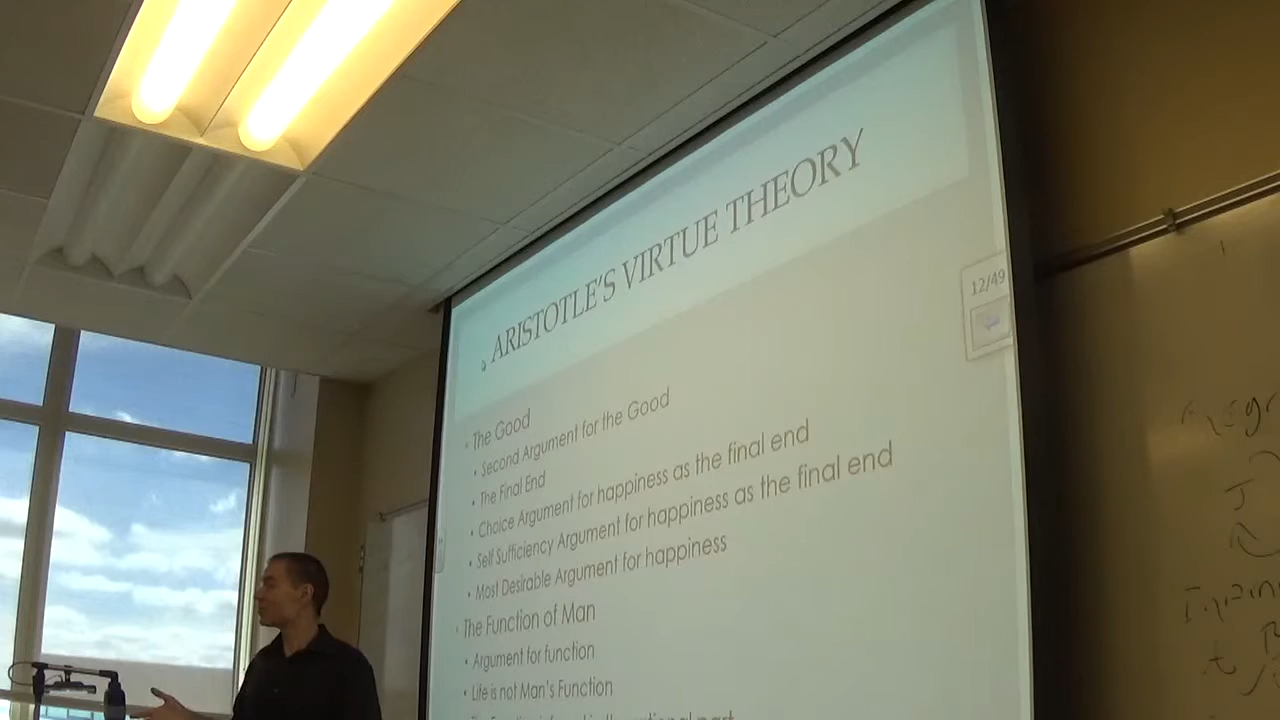 ARISTOTLE'S VIRTUE THEORY
12/49
• The Good
• Second Argument for the Good
• The Final End
• Choice Argument for happiness as the final end
• Self Sufficiency Argument for happiness as the final end
• Most Desirable Argument for happiness
• The Function of Man
• Argument for function
• Life is not Man's Function